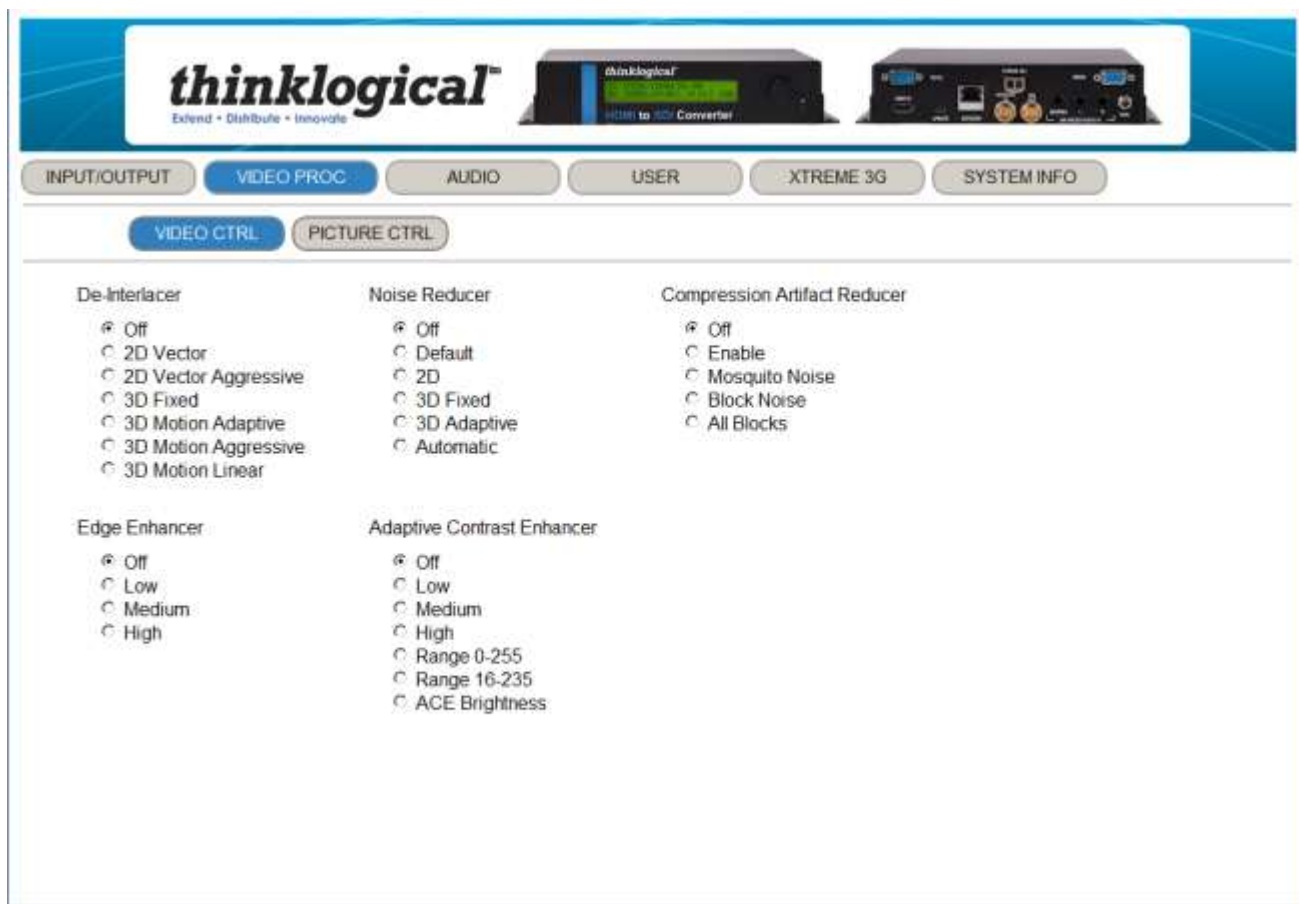 thinklogical™
Extend • Distribute • Innovate
thinklogical
HDMI to SDI Converter
INPUT/OUTPUT VIDEO PROC AUDIO USER XTREME 3G SYSTEM INFO
VIDEO CTRL PICTURE CTRL
De-Interlacer
Off
2D Vector
2D Vector Aggressive
3D Fixed
3D Motion Adaptive
3D Motion Aggressive
3D Motion Linear
Noise Reducer
Off
Default
2D
3D Fixed
3D Adaptive
Automatic
Compression Artifact Reducer
Off
Enable
Mosquito Noise
Block Noise
All Blocks
Edge Enhancer
Off
Low
Medium
High
Adaptive Contrast Enhancer
Off
Low
Medium
High
Range 0-255
Range 16-235
ACE Brightness